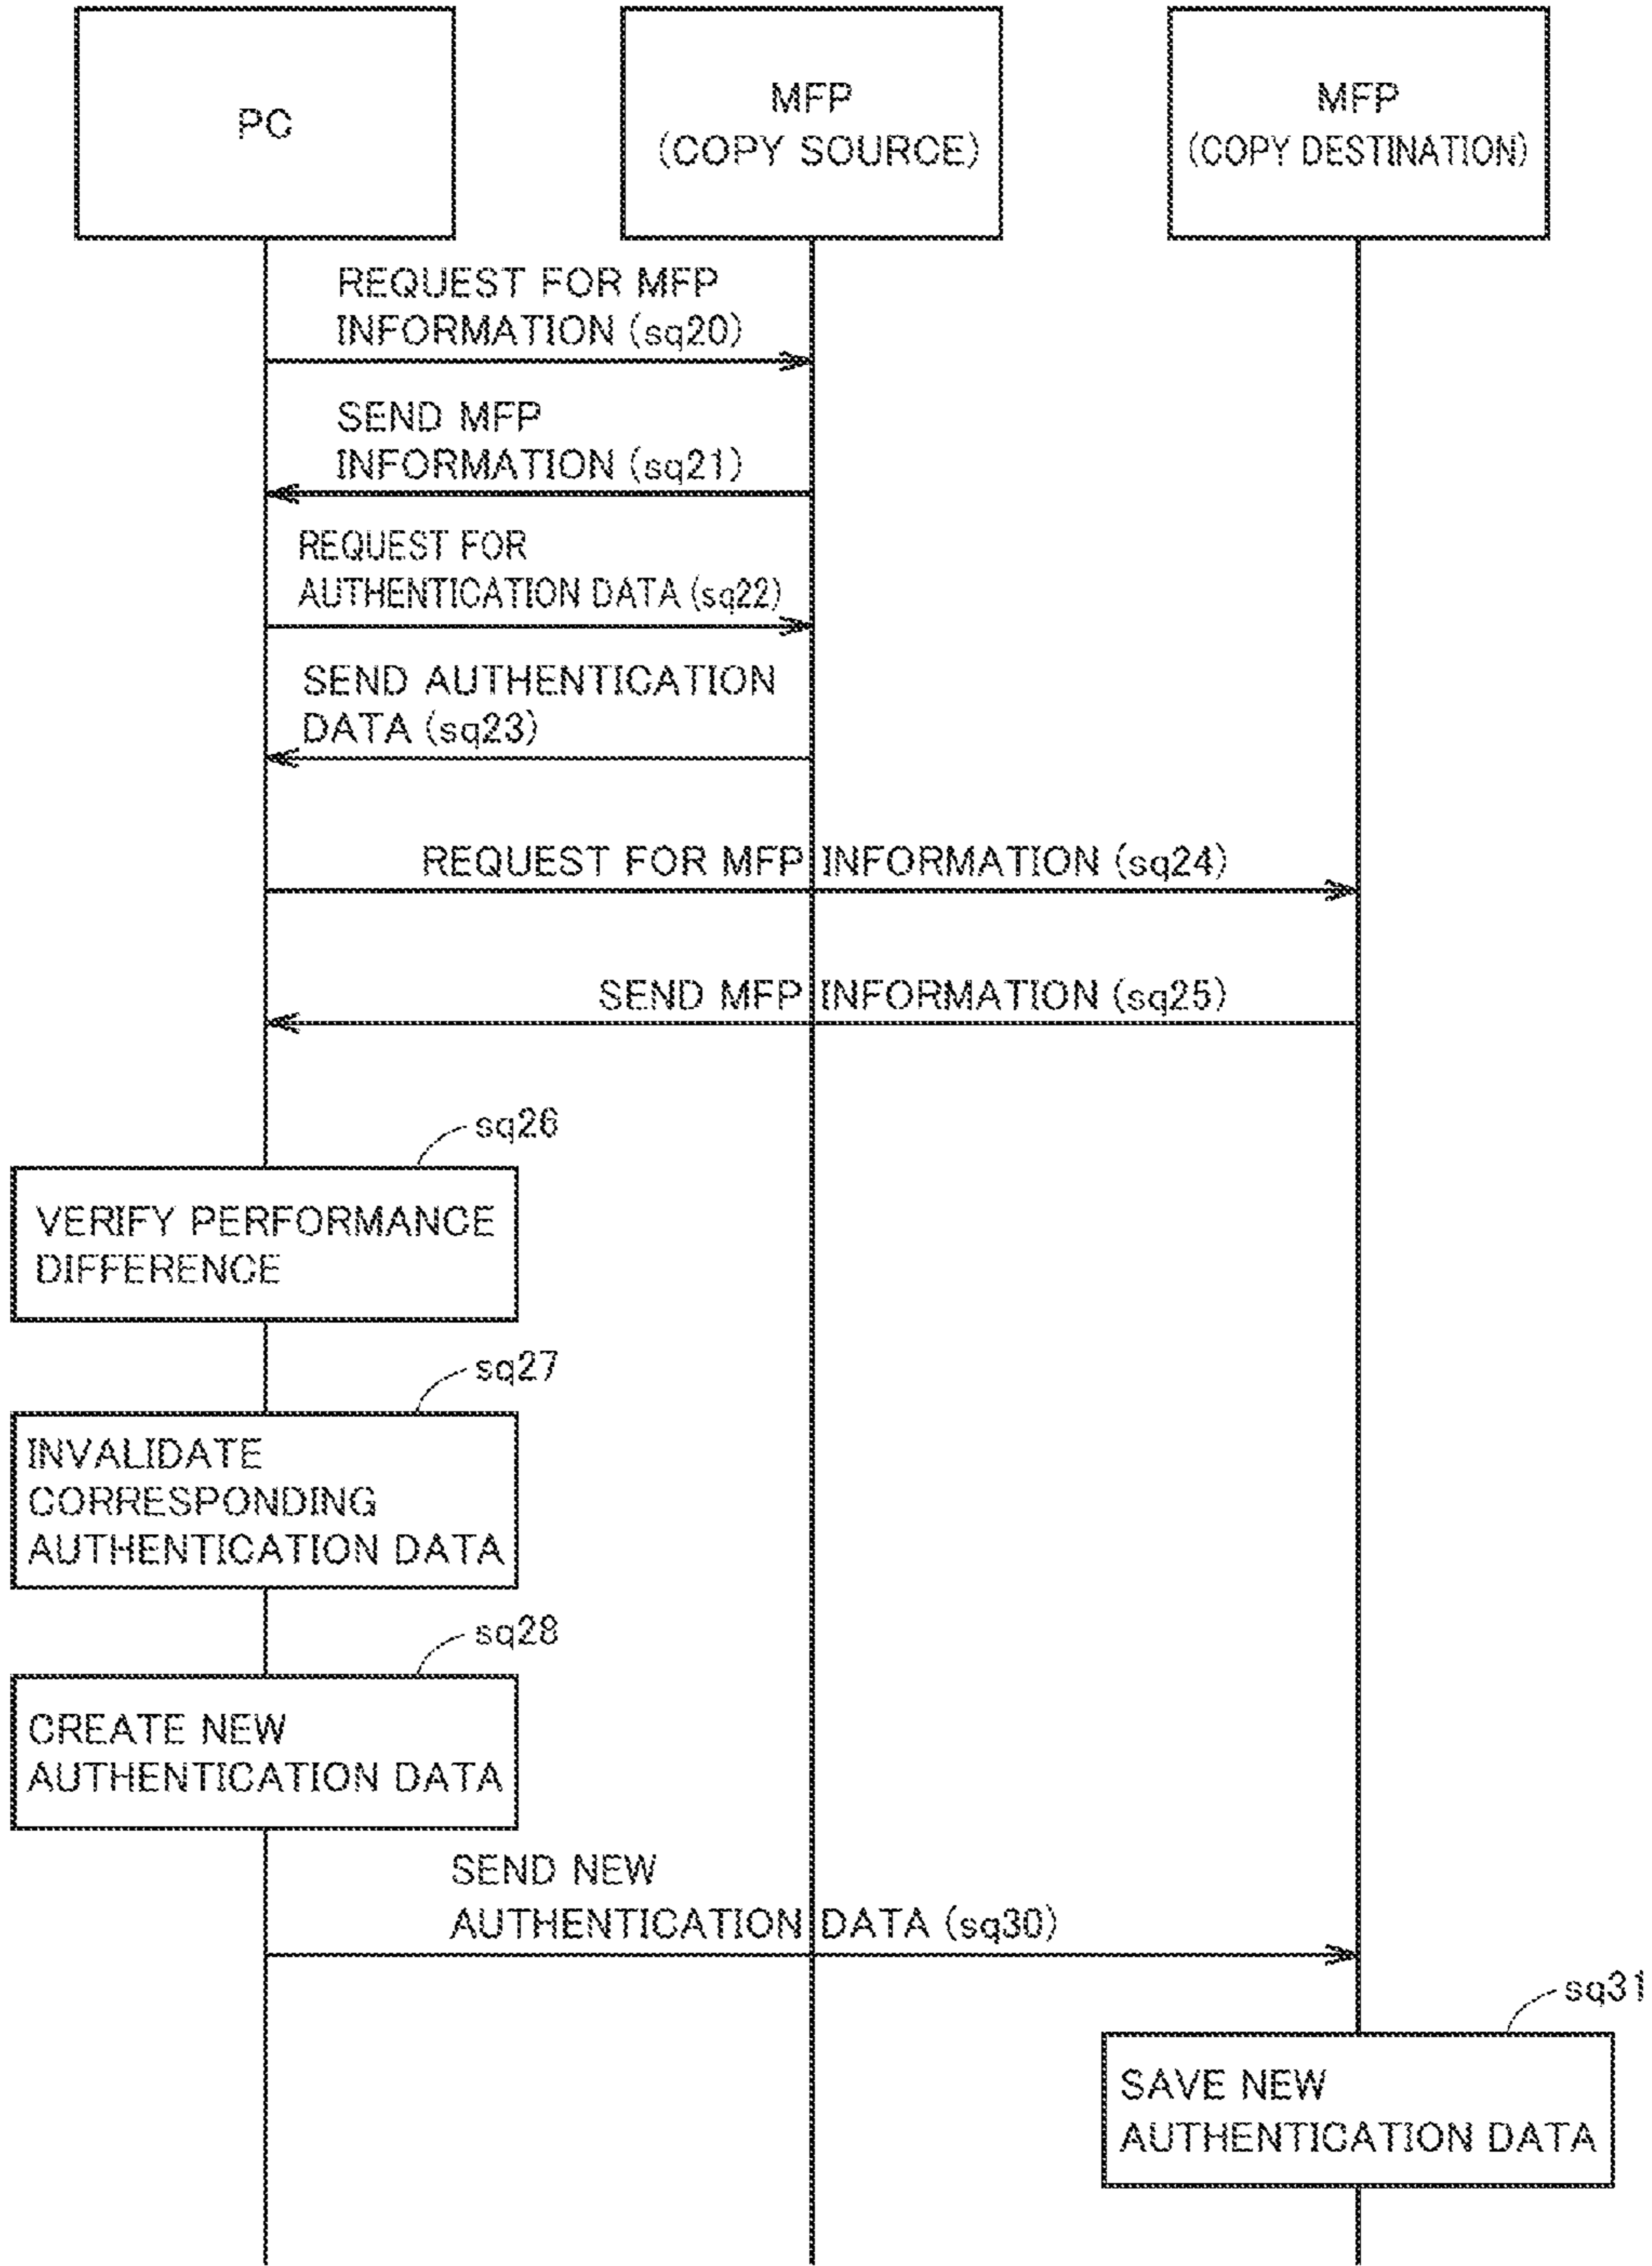 PC
MFP
(COPY SOURCE)
MFP
(COPY DESTINATION)
REQUEST FOR MFP
INFORMATION (sq20)
SEND MFP
INFORMATION (sq21)
REQUEST FOR
AUTHENTICATION DATA (sq22)
SEND AUTHENTICATION
DATA (sq23)
REQUEST FOR MFP INFORMATION (sq24)
SEND MFP INFORMATION (sq25)
sq26
VERIFY PERFORMANCE
DIFFERENCE
sq27
INVALIDATE
CORRESPONDING
AUTHENTICATION DATA
sq28
CREATE NEW
AUTHENTICATION DATA
SEND NEW
AUTHENTICATION DATA (sq30)
sq31
SAVE NEW
AUTHENTICATION DATA